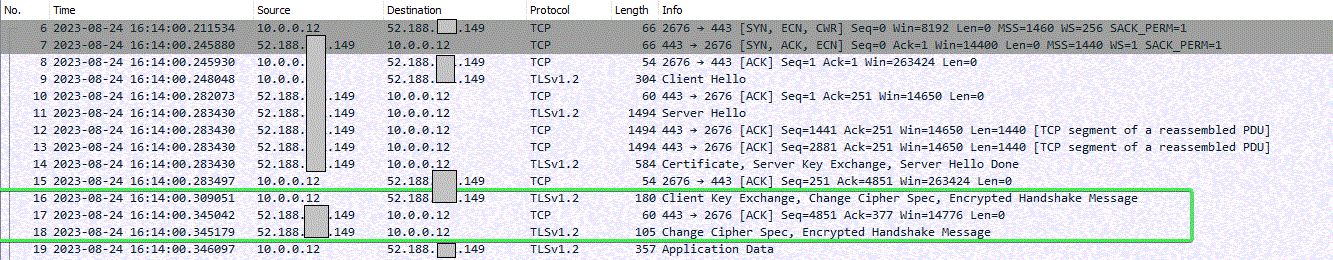 No. Time Source Destination Protocol Length Info
6 2023-08-24 16:14:00.211534 10.0.0.12 52.188. .149 TCP 66 2676 → 443 [SYN, ECN, CWR] Seq=0 Win=8192 Len=0 MSS=1460 WS=256 SACK_PERM=1
7 2023-08-24 16:14:00.245880 52.188. .149 10.0.0.12 TCP 66 443 → 2676 [SYN, ACK, ECN] Seq=0 Ack=1 Win=14400 Len=0 MSS=1440 WS=1 SACK_PERM=1
8 2023-08-24 16:14:00.245930 10.0.0. 52.188. .149 TCP 54 2676 → 443 [ACK] Seq=1 Ack=1 Win=263424 Len=0
9 2023-08-24 16:14:00.248048 10.0.0. 52.188. .149 TLSv1.2 304 Client Hello
10 2023-08-24 16:14:00.282073 52.188. .149 10.0.0.12 TCP 60 443 → 2676 [ACK] Seq=1 Ack=251 Win=14650 Len=0
11 2023-08-24 16:14:00.283430 52.188. .149 10.0.0.12 TLSv1.2 1494 Server Hello
12 2023-08-24 16:14:00.283430 52.188. .149 10.0.0.12 TCP 1494 443 → 2676 [ACK] Seq=1441 Ack=251 Win=14650 Len=1440 [TCP segment of a reassembled PDU]
13 2023-08-24 16:14:00.283430 52.188. .149 10.0.0.12 TCP 1494 443 → 2676 [ACK] Seq=2881 Ack=251 Win=14650 Len=1440 [TCP segment of a reassembled PDU]
14 2023-08-24 16:14:00.283430 52.188. .149 10.0.0.12 TLSv1.2 584 Certificate, Server Key Exchange, Server Hello Done
15 2023-08-24 16:14:00.283497 10.0.0.12 52.188. .149 TCP 54 2676 → 443 [ACK] Seq=251 Ack=4851 Win=263424 Len=0
16 2023-08-24 16:14:00.309051 10.0.0.12 52.188. .149 TLSv1.2 180 Client Key Exchange, Change Cipher Spec, Encrypted Handshake Message
17 2023-08-24 16:14:00.345042 52.188. .149 10.0.0.12 TCP 60 443 → 2676 [ACK] Seq=4851 Ack=377 Win=14776 Len=0
18 2023-08-24 16:14:00.345179 52.188. .149 10.0.0.12 TLSv1.2 105 Change Cipher Spec, Encrypted Handshake Message
19 2023-08-24 16:14:00.346097 10.0.0.12 52.188. .149 TLSv1.2 357 Application Data